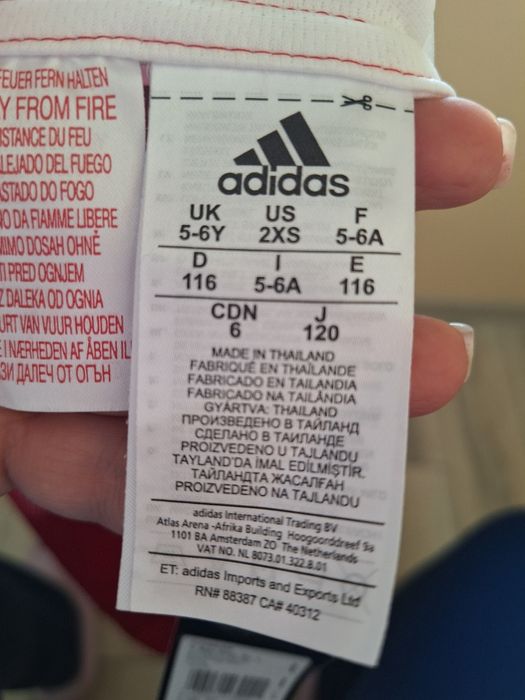 FEUER FERN HALTEN
Y FROM FIRE
ISTANCE DU FEU
LEJADO DEL FUEGO
ASTADO DO FOGO
DA FIAMME LIBERE
MIMO DOSAH OHNĚ
PRED OGNJEM
Z DALEKA OD OGNIA
URT VAN VUUR HOUDEN
I NÆRHEDEN AF ÅBEN IL
ЗИ ДАЛЕЧ ОТ ОГЪН
adidas
UK US F
5-6Y 2XS 5-6A
D I E
116 5-6A 116
CDN J
6 120
MADE IN THAILAND
FABRIQUÉ EN THAÏLANDE
FABRICADO EN TAILANDIA
FABRICADO NA TAILÂNDIA
GYÁRTVA: THAILAND
ПРОИЗВЕДЕНО В ТАЙЛАНД
СДЕЛАНО В ТАИЛАНДЕ
PROIZVEDENO U TAJLANDU
TAYLAND'DA İMAL EDİLMİŞTİR.
ТАЙЛАНДТА ЖАСАЛҒАН
PROIZVEDENO NA TAJLANDU
adidas International Trading BV
Atlas Arena -Afrika Building Hoogoorddreef 9a
1101 BA Amsterdam ZO The Netherlands
VAT NO. NL 8073.01.322.B.01
ET: adidas Imports and Exports Ltd
RN# 88387 CA# 40312